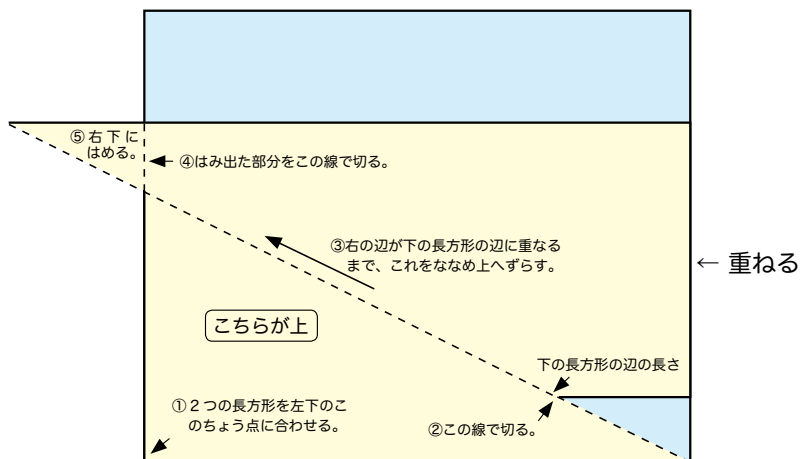 ⑤右下に
はめる。
④はみ出た部分をこの線で切る。
③右の辺が下の長方形の辺に重なる
まで、これをななめ上へずらす。
← 重ねる
こちらが上
下の長方形の辺の長さ
①2つの長方形を左下のこ
のちょう点に合わせる。
②この線で切る。